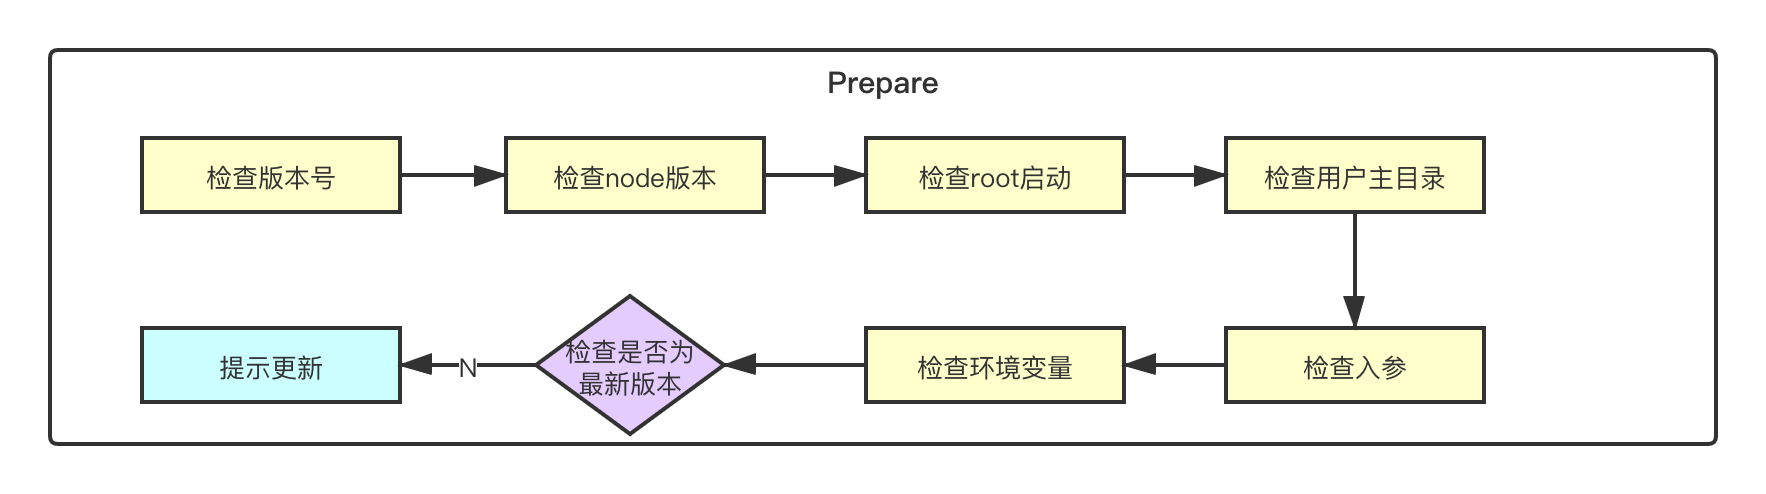 Prepare
检查版本号
检查node版本
检查root启动
检查用户主目录
检查入参
检查环境变量
检查是否为
最新版本
N
提示更新